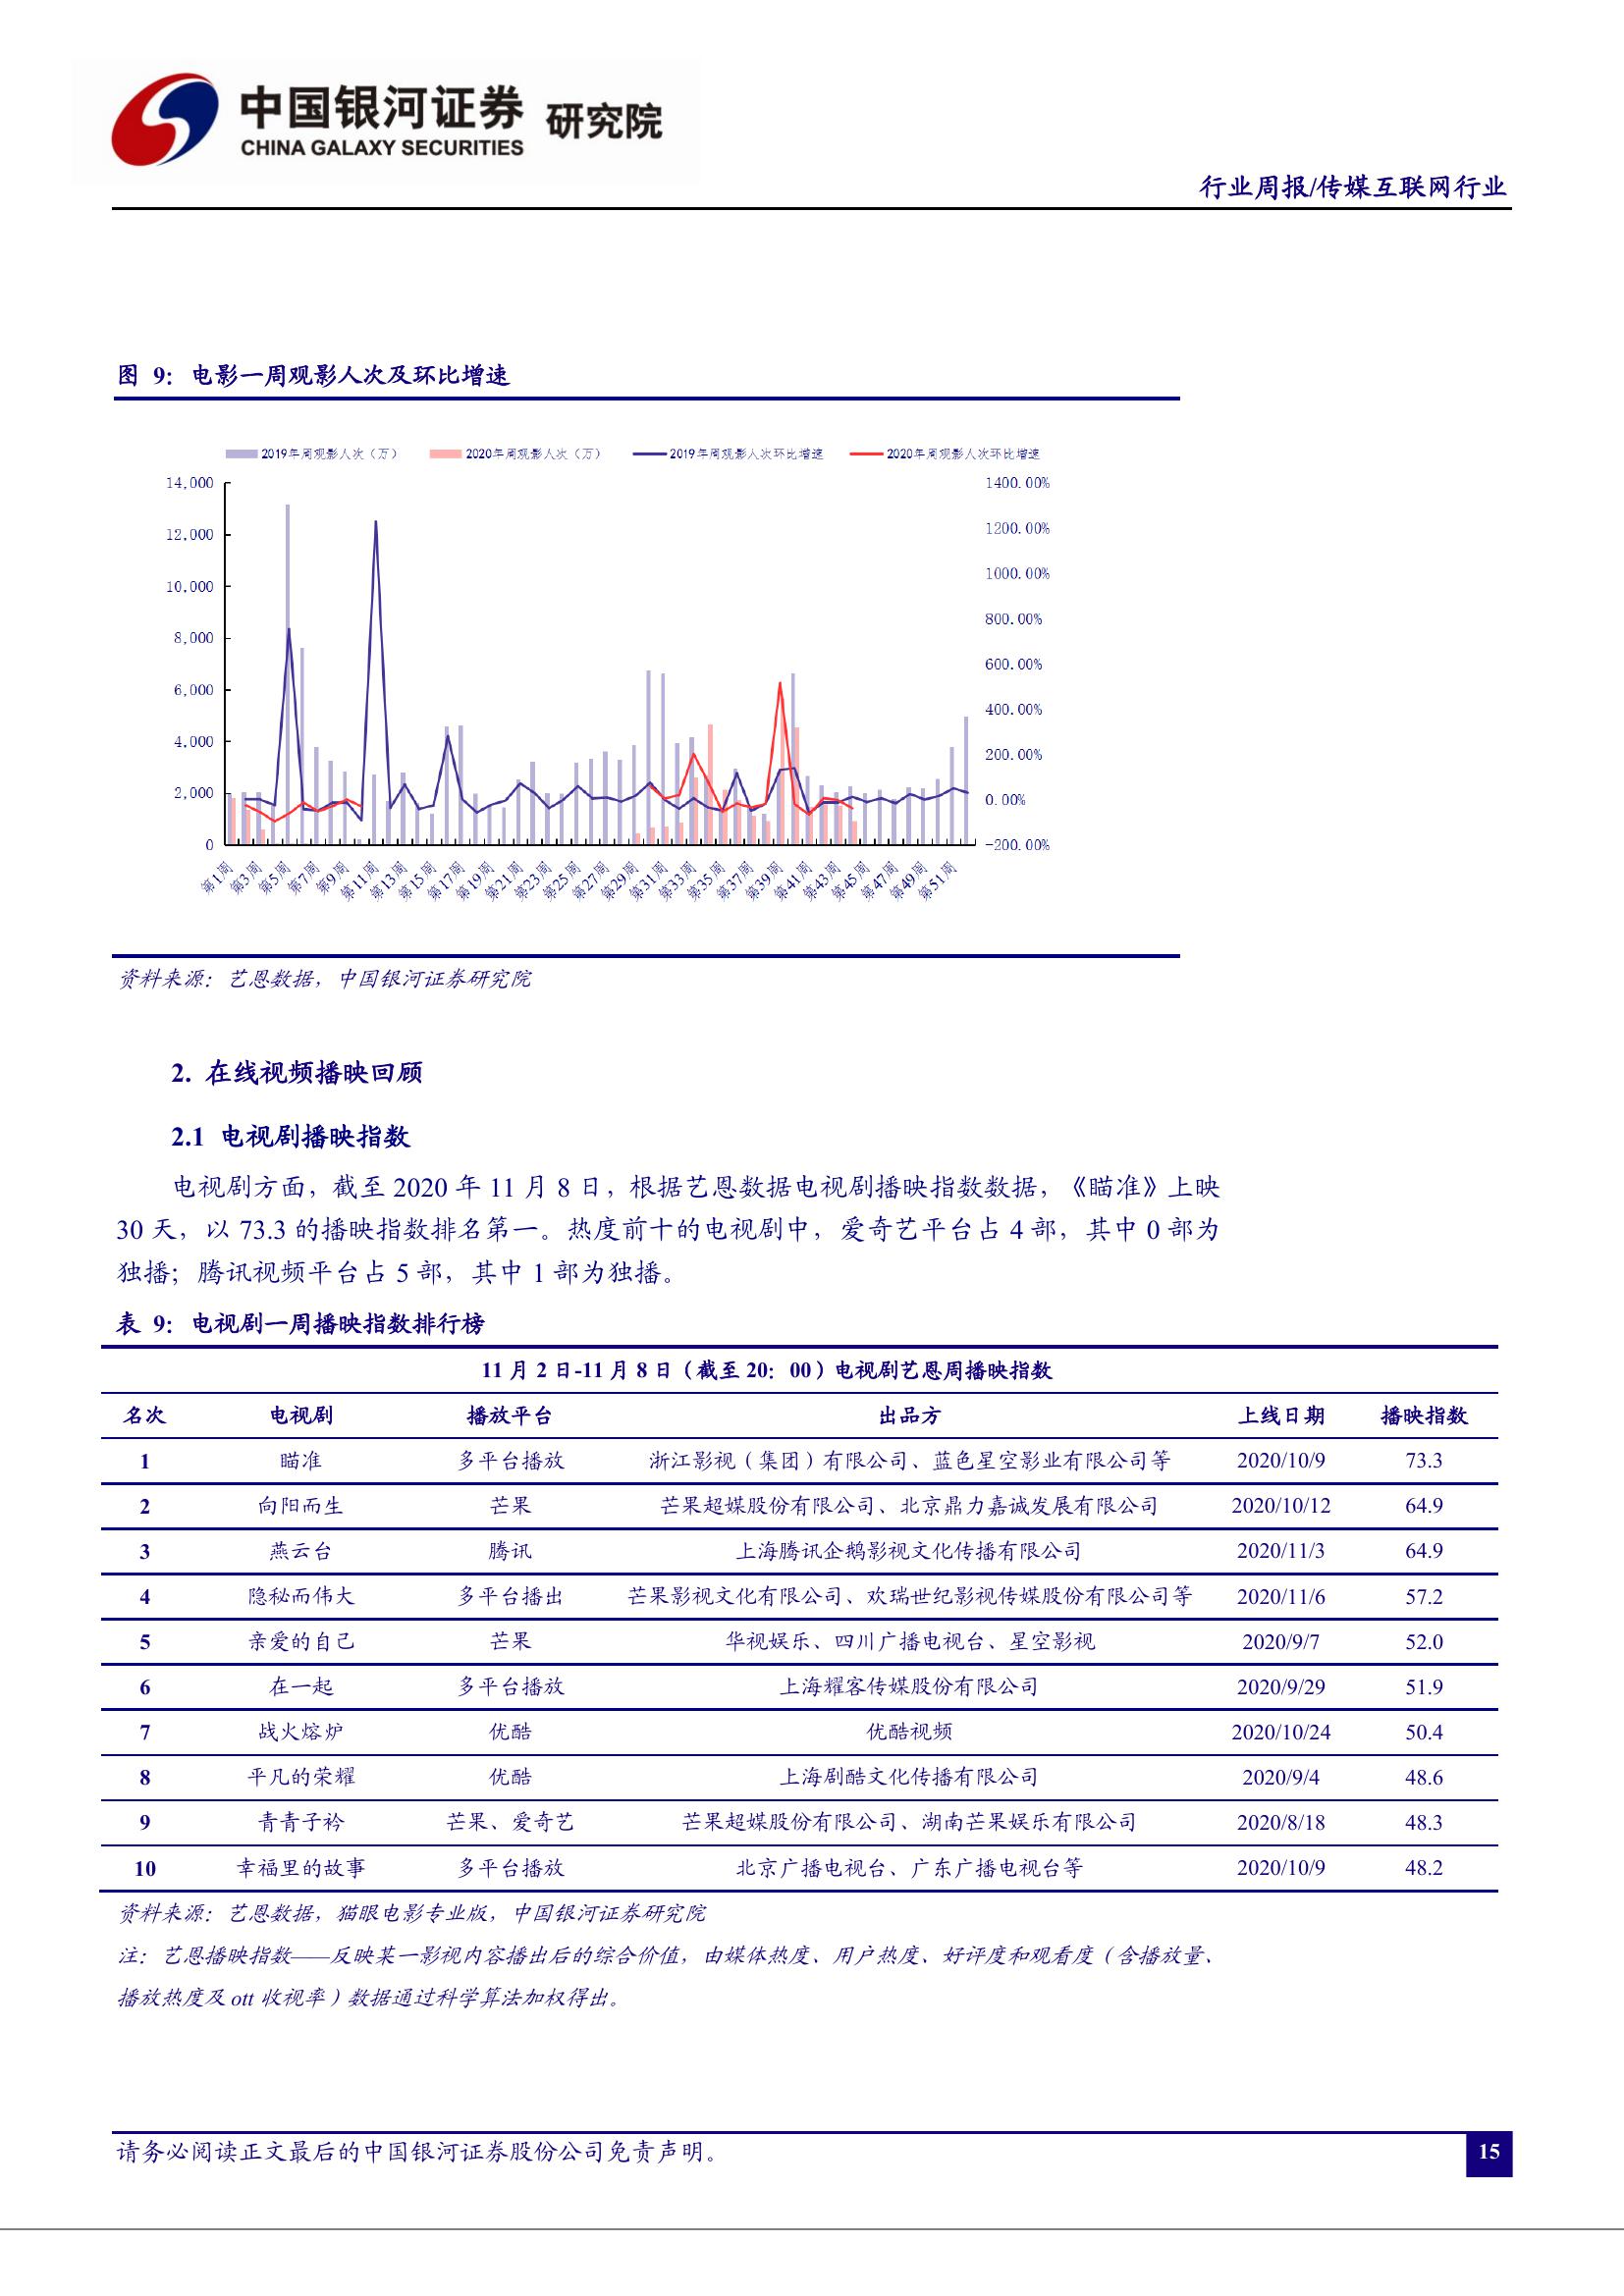 中国银河证券 研究院
CHINA GALAXY SECURITIES
行业周报/传媒互联网行业
图 9：电影一周观影人次及环比增速
2019年周观影人次（万） 2020年周观影人次（万） 2019年周观影人次环比增速 2020年周观影人次环比增速
14,000 1400.00%
12,000 1200.00%
10,000 1000.00%
8,000 800.00%
6,000 600.00%
4,000 400.00%
2,000 200.00%
0 0.00%
-200.00%
第1周 第3周 第5周 第7周 第9周 第11周 第13周 第15周 第17周 第19周 第21周 第23周 第25周 第27周 第29周 第31周 第33周 第35周 第37周 第39周 第41周 第43周 第45周 第47周 第49周 第51周
资料来源：艺恩数据，中国银河证券研究院
2. 在线视频播映回顾
2.1 电视剧播映指数
电视剧方面，截至 2020 年 11 月 8 日，根据艺恩数据电视剧播映指数数据，《瞄准》上映
30 天，以 73.3 的播映指数排名第一。热度前十的电视剧中，爱奇艺平台占 4 部，其中 0 部为
独播；腾讯视频平台占 5 部，其中 1 部为独播。
表 9：电视剧一周播映指数排行榜
11 月 2 日-11 月 8 日（截至 20：00）电视剧艺恩周播映指数
名次 电视剧 播放平台 出品方 上线日期 播映指数
1 瞄准 多平台播放 浙江影视（集团）有限公司、蓝色星空影业有限公司等 2020/10/9 73.3
2 向阳而生 芒果 芒果超媒股份有限公司、北京鼎力嘉诚发展有限公司 2020/10/12 64.9
3 燕云台 腾讯 上海腾讯企鹅影视文化传播有限公司 2020/11/3 64.9
4 隐秘而伟大 多平台播出 芒果影视文化有限公司、欢瑞世纪影视传媒股份有限公司等 2020/11/6 57.2
5 亲爱的自己 芒果 华视娱乐、四川广播电视台、星空影视 2020/9/7 52.0
6 在一起 多平台播放 上海耀客传媒股份有限公司 2020/9/29 51.9
7 战火熔炉 优酷 优酷视频 2020/10/24 50.4
8 平凡的荣耀 优酷 上海剧酷文化传播有限公司 2020/9/4 48.6
9 青青子衿 芒果、爱奇艺 芒果超媒股份有限公司、湖南芒果娱乐有限公司 2020/8/18 48.3
10 幸福里的故事 多平台播放 北京广播电视台、广东广播电视台等 2020/10/9 48.2
资料来源：艺恩数据，猫眼电影专业版，中国银河证券研究院
注：艺恩播映指数——反映某一影视内容播出后的综合价值，由媒体热度、用户热度、好评度和观看度（含播放量、
播放热度及 ott 收视率）数据通过科学算法加权得出。
请务必阅读正文最后的中国银河证券股份公司免责声明。
15